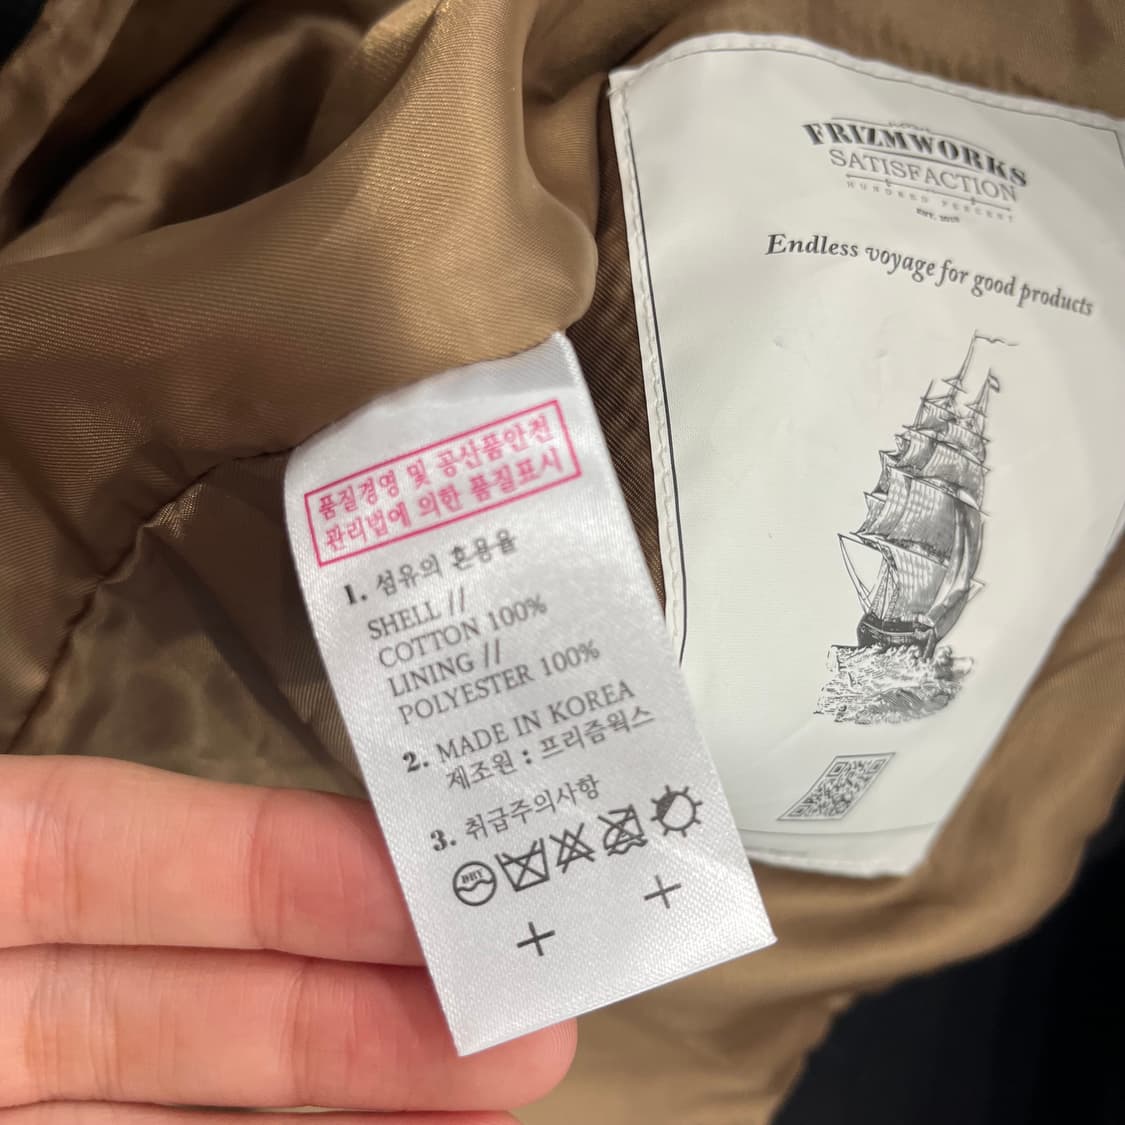 품질경영 및 공산품안전
관리법에 의한 품질표시
1. 섬유의 혼용율
SHELL //
COTTON 100%
LINING //
POLYESTER 100%
2. MADE IN KOREA
제조원 : 프리즘웍스
3. 취급주의사항
DRY
FRIZMWORKS
SATISFACTION
HUNDRED PERCENT
Endless voyage for good products